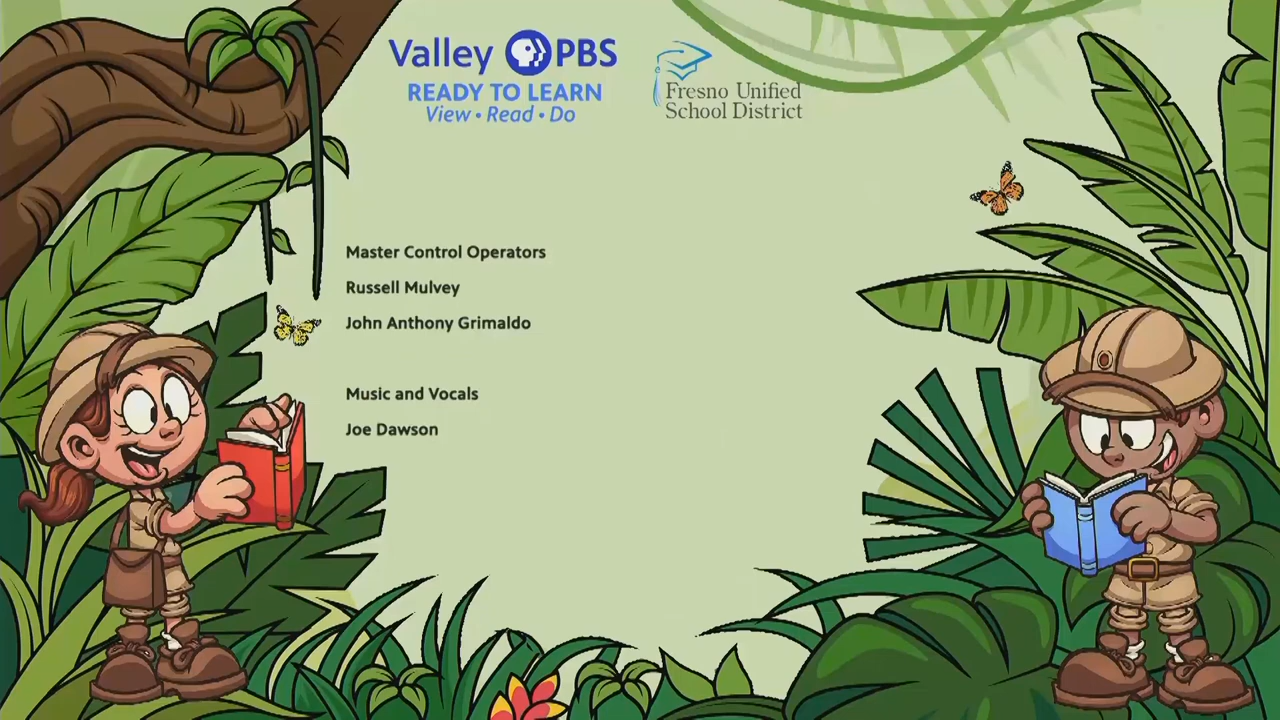 Valley PBS
READY TO LEARN
View • Read • Do
Fresno Unified
School District
Master Control Operators
Russell Mulvey
John Anthony Grimaldo
Music and Vocals
Joe Dawson